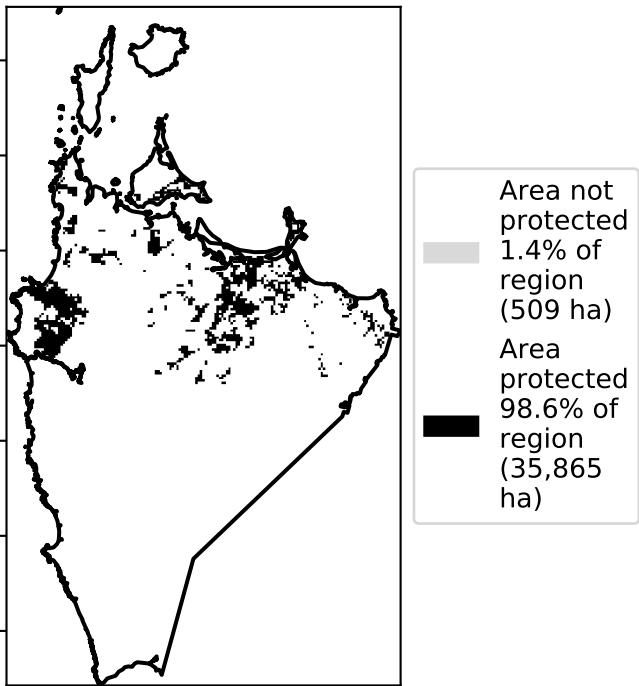 Area not
protected
1.4% of
region
(509 ha)
Area
protected
98.6% of
region
(35,865
ha)